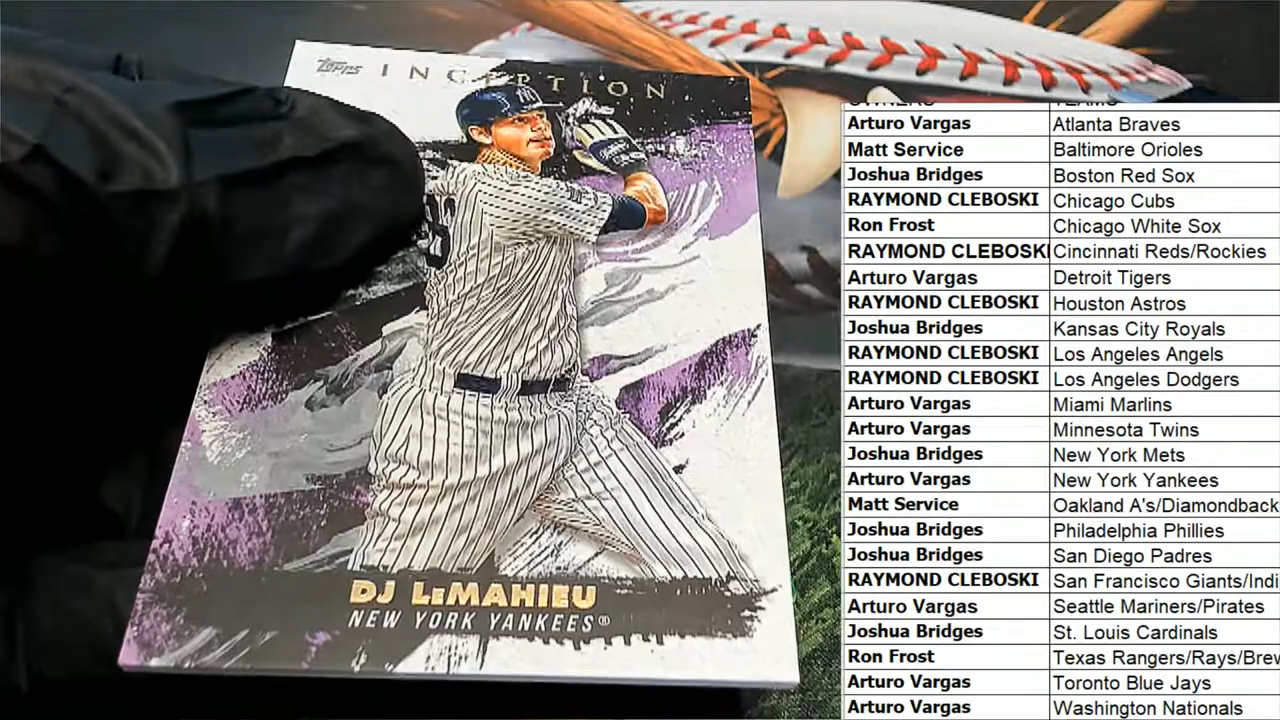 Topps INCEPTION
DJ LeMAHIEU
NEW YORK YANKEES®
OWNERS TEAMS
Arturo Vargas Atlanta Braves
Matt Service Baltimore Orioles
Joshua Bridges Boston Red Sox
RAYMOND CLEBOSKI Chicago Cubs
Ron Frost Chicago White Sox
RAYMOND CLEBOSKI Cincinnati Reds/Rockies
Arturo Vargas Detroit Tigers
RAYMOND CLEBOSKI Houston Astros
Joshua Bridges Kansas City Royals
RAYMOND CLEBOSKI Los Angeles Angels
RAYMOND CLEBOSKI Los Angeles Dodgers
Arturo Vargas Miami Marlins
Arturo Vargas Minnesota Twins
Joshua Bridges New York Mets
Arturo Vargas New York Yankees
Matt Service Oakland A's/Diamondback
Joshua Bridges Philadelphia Phillies
Joshua Bridges San Diego Padres
RAYMOND CLEBOSKI San Francisco Giants/Indi
Arturo Vargas Seattle Mariners/Pirates
Joshua Bridges St. Louis Cardinals
Ron Frost Texas Rangers/Rays/Brew
Arturo Vargas Toronto Blue Jays
Arturo Vargas Washington Nationals